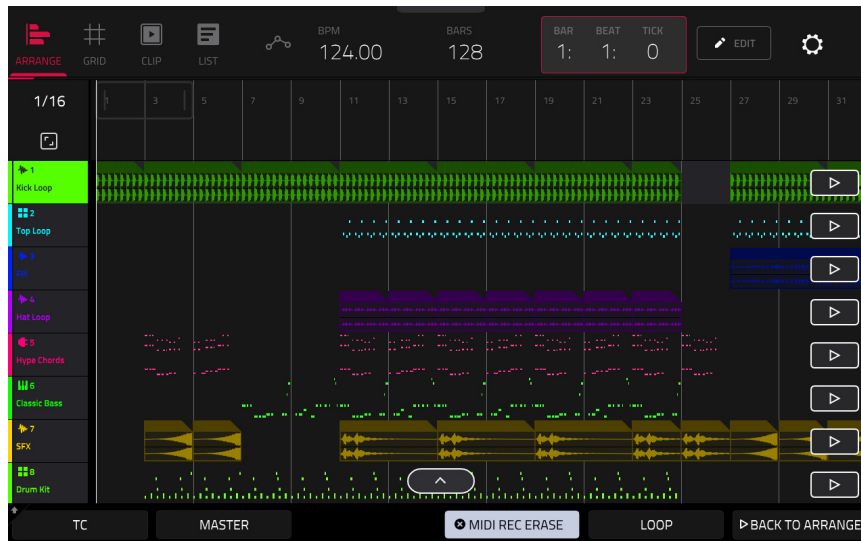 BPM BARS BAR BEAT TICK
124.00 128 1: 1: 0 EDIT
ARRANGE GRID CLIP LIST
1/16 1 3 5 7 9 11 13 15 17 19 21 23 25 27 29 31
1
Kick Loop
2
Top Loop
3
Fill
4
Hat Loop
5
Hype Chords
6
Classic Bass
7
SFX
8
Drum Kit
TC MASTER MIDI REC ERASE LOOP BACK TO ARRANGE